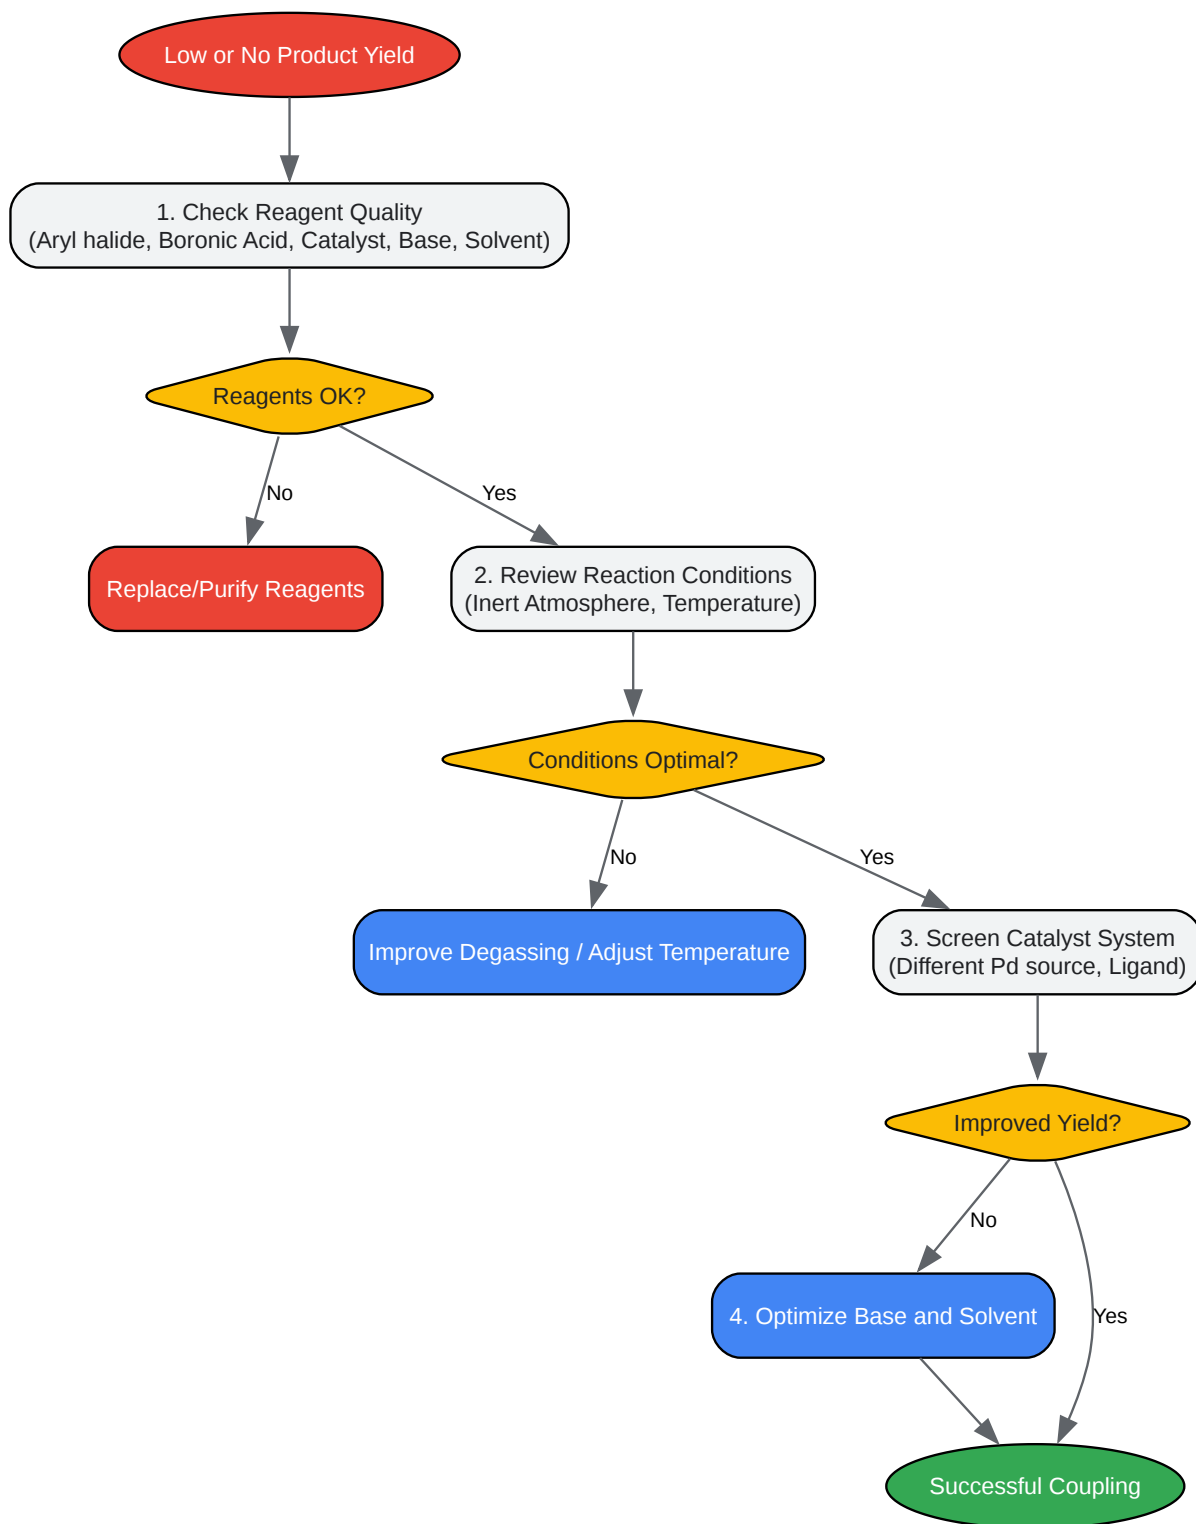 Low or No Product Yield
1. Check Reagent Quality
(Aryl halide, Boronic Acid, Catalyst, Base, Solvent)
Reagents OK?
No
Yes
Replace/Purify Reagents
2. Review Reaction Conditions
(Inert Atmosphere, Temperature)
Conditions Optimal?
No
Yes
Improve Degassing / Adjust Temperature
3. Screen Catalyst System
(Different Pd source, Ligand)
Improved Yield?
No
4. Optimize Base and Solvent
Yes
Successful Coupling